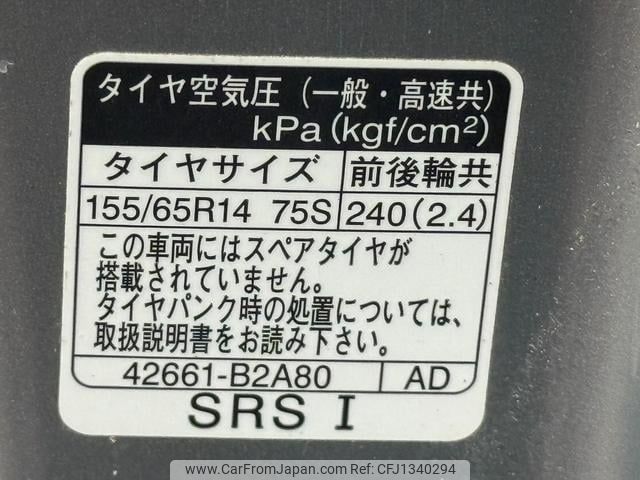 タイヤ空気圧（一般・高速共）
kPa(kgf/cm²)
タイヤサイズ 前後輪共
155/65R14 75S 240(2.4)
この車両にはスペアタイヤが
搭載されていません。
タイヤパンク時の処置については、
取扱説明書をお読み下さい。
42661-B2A80 AD
SRS I
www.CarFromJapan.com - CFJ1340294